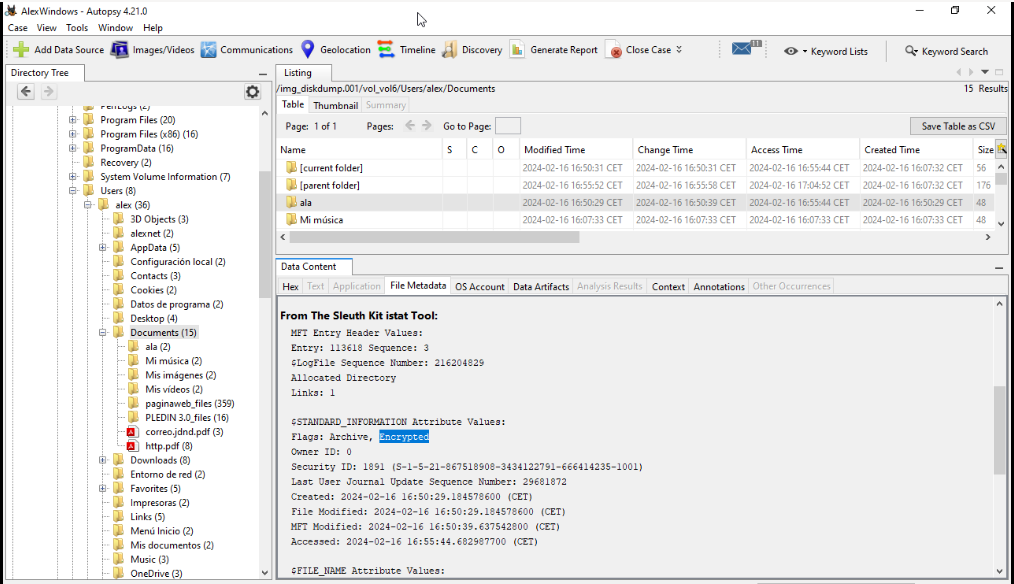 AlexWindows - Autopsy 4.21.0
Case View Tools Window Help
Add Data Source Images/Videos Communications Geolocation Timeline Discovery Generate Report Close Case Keyword Lists Keyword Search
Directory Tree
PerfLogs (2)
Program Files (20)
Program Files (x86) (16)
ProgramData (16)
Recovery (2)
System Volume Information (7)
Users (8)
alex (36)
3D Objects (3)
alexnet (2)
AppData (5)
Configuración local (2)
Contacts (3)
Cookies (2)
Datos de programa (2)
Desktop (4)
Documents (15)
ala (2)
Mi música (2)
Mis imágenes (2)
Mis vídeos (2)
paginaweb_files (359)
PLEDIN 3.0_files (16)
correo.jdnd.pdf (3)
http.pdf (8)
Downloads (8)
Entorno de red (2)
Favorites (5)
Impresoras (2)
Links (5)
Menú Inicio (2)
Mis documentos (2)
Music (3)
OneDrive (3)
Listing
/img_diskdump.001/vol_vol6/Users/alex/Documents
15 Results
Table Thumbnail Summary
Page: 1 of 1 Pages: Go to Page: Save Table as CSV
Name S C O Modified Time Change Time Access Time Created Time Size
[current folder] 2024-02-16 16:50:31 CET 2024-02-16 16:50:31 CET 2024-02-16 16:55:44 CET 2024-02-16 16:07:32 CET 56
[parent folder] 2024-02-16 16:55:52 CET 2024-02-16 16:55:58 CET 2024-02-16 17:04:52 CET 2024-02-16 16:07:32 CET 176
ala 2024-02-16 16:50:29 CET 2024-02-16 16:50:39 CET 2024-02-16 16:55:44 CET 2024-02-16 16:50:29 CET 48
Mi música 2024-02-16 16:07:33 CET 2024-02-16 16:07:33 CET 2024-02-16 16:07:33 CET 2024-02-16 16:07:33 CET 48
Data Content
Hex Text Application File Metadata OS Account Data Artifacts Analysis Results Context Annotations Other Occurrences
From The Sleuth Kit istat Tool:
MFT Entry Header Values:
Entry: 113618 Sequence: 3
$LogFile Sequence Number: 216204829
Allocated Directory
Links: 1
$STANDARD_INFORMATION Attribute Values:
Flags: Archive, Encrypted
Owner ID: 0
Security ID: 1891 (S-1-5-21-867518908-3434122791-666414235-1001)
Last User Journal Update Sequence Number: 29681872
Created: 2024-02-16 16:50:29.184578600 (CET)
File Modified: 2024-02-16 16:50:29.184578600 (CET)
MFT Modified: 2024-02-16 16:50:39.637542800 (CET)
Accessed: 2024-02-16 16:55:44.682987700 (CET)
$FILE_NAME Attribute Values: